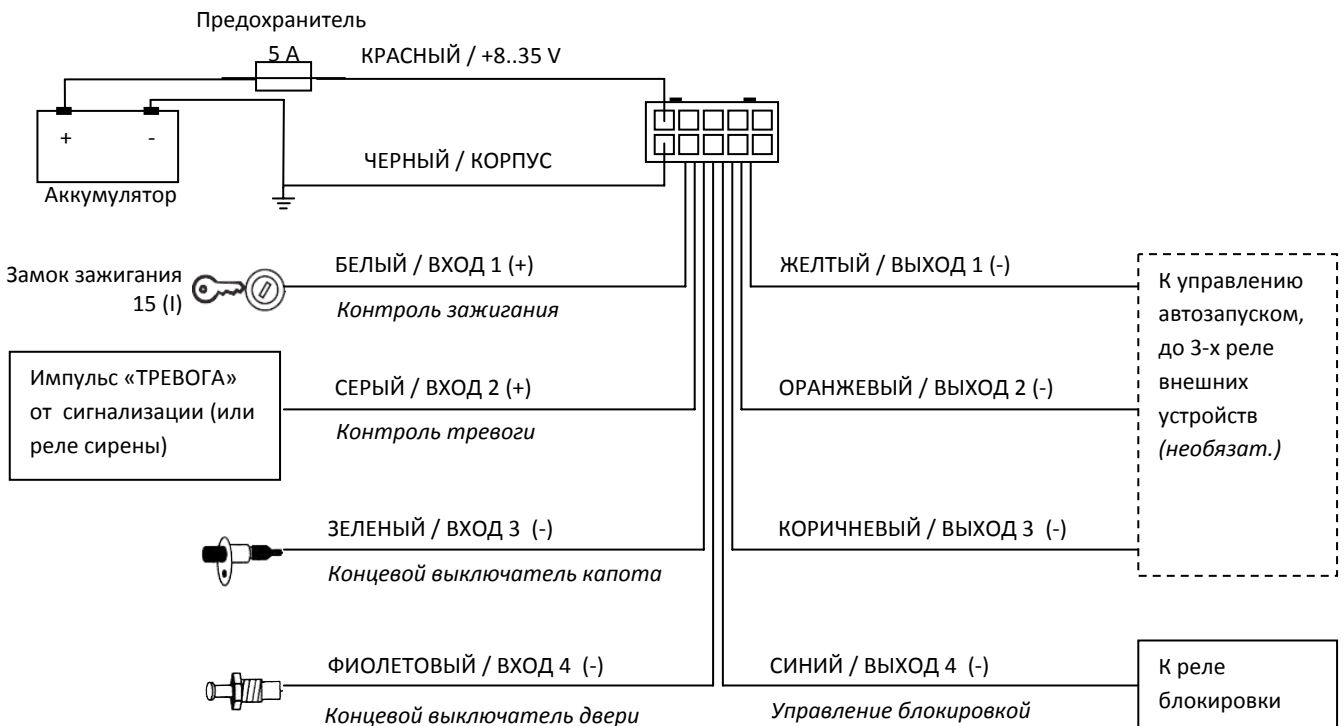 Предохранитель
5 А
КРАСНЫЙ / +8..35 V
+ -
ЧЕРНЫЙ / КОРПУС
Аккумулятор
Замок зажигания
15 (I)
БЕЛЫЙ / ВХОД 1 (+)
Контроль зажигания
ЖЕЛТЫЙ / ВЫХОД 1 (-)
К управлению
автозапуском,
до 3-х реле
внешних
устройств
(необязат.)
Импульс «ТРЕВОГА»
от сигнализации (или
реле сирены)
СЕРЫЙ / ВХОД 2 (+)
Контроль тревоги
ОРАНЖЕВЫЙ / ВЫХОД 2 (-)
ЗЕЛЕНЫЙ / ВХОД 3 (-)
Концевой выключатель капота
КОРИЧНЕВЫЙ / ВЫХОД 3 (-)
ФИОЛЕТОВЫЙ / ВХОД 4 (-)
Концевой выключатель двери
СИНИЙ / ВЫХОД 4 (-)
Управление блокировкой
К реле
блокировки